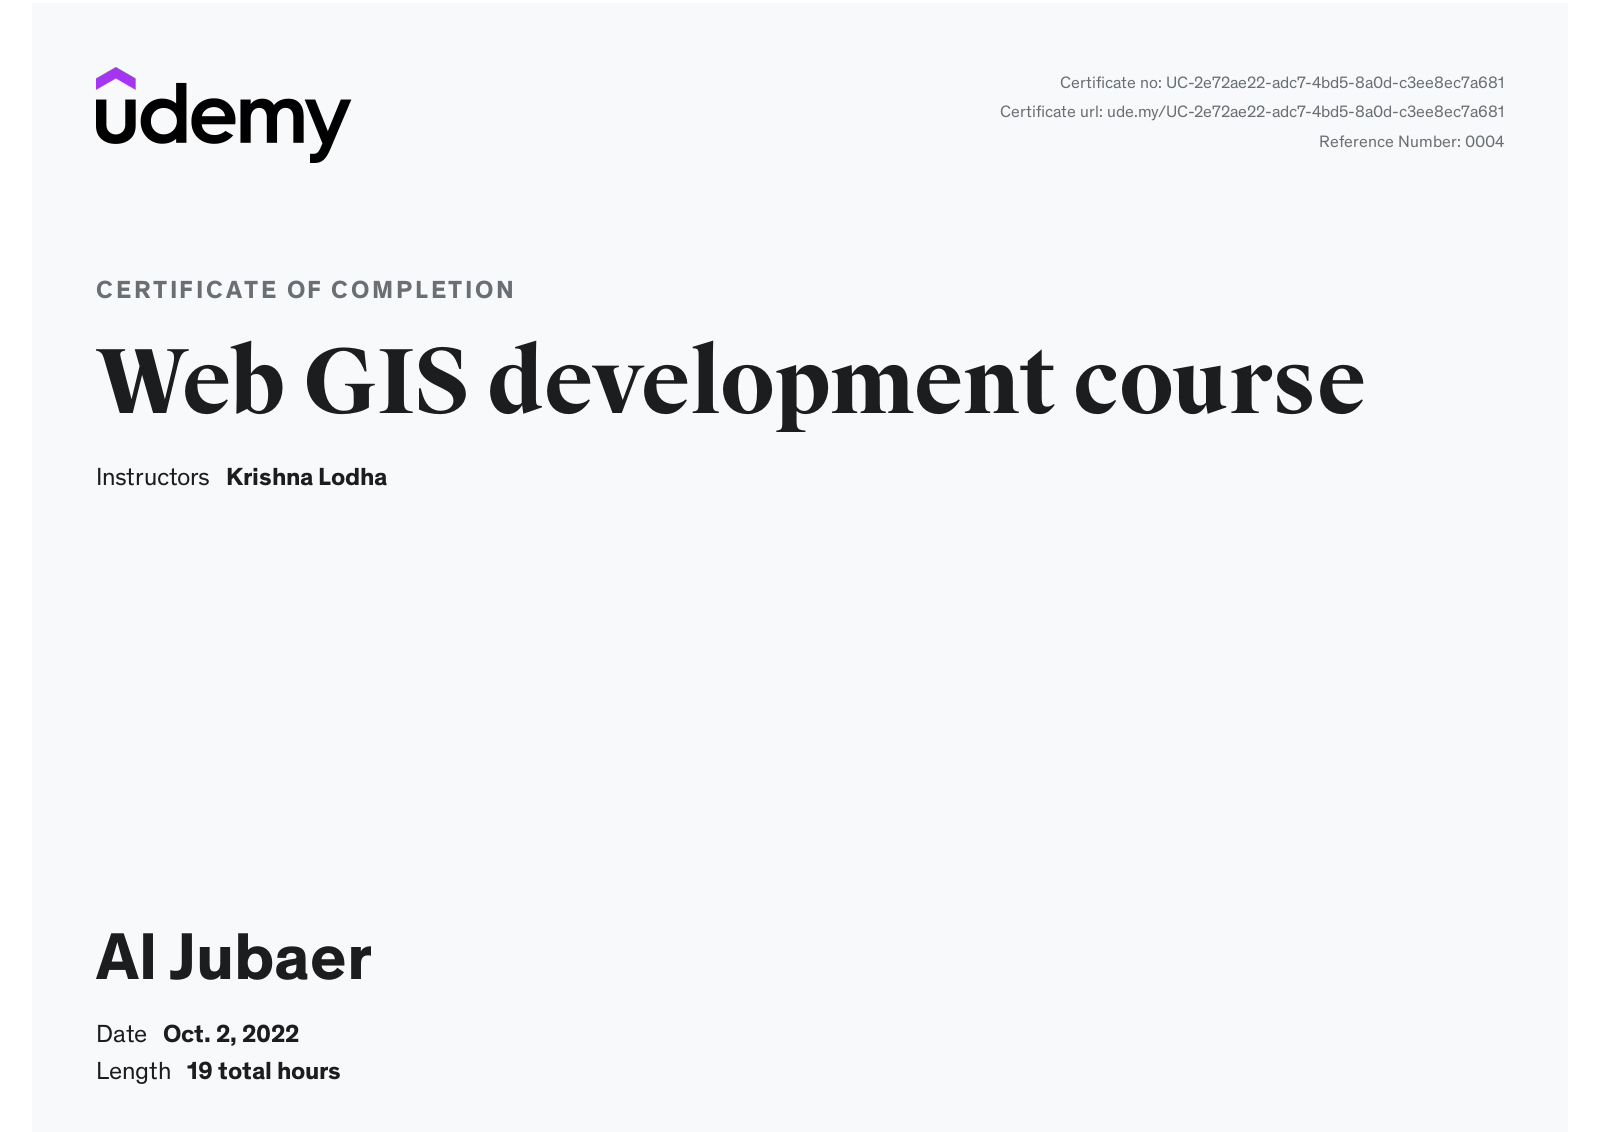 udemy
Certificate no: UC-2e72ae22-adc7-4bd5-8a0d-c3ee8ec7a681
Certificate url: ude.my/UC-2e72ae22-adc7-4bd5-8a0d-c3ee8ec7a681
Reference Number: 0004
CERTIFICATE OF COMPLETION
Web GIS development course
Instructors Krishna Lodha
Al Jubaer
Date Oct. 2, 2022
Length 19 total hours